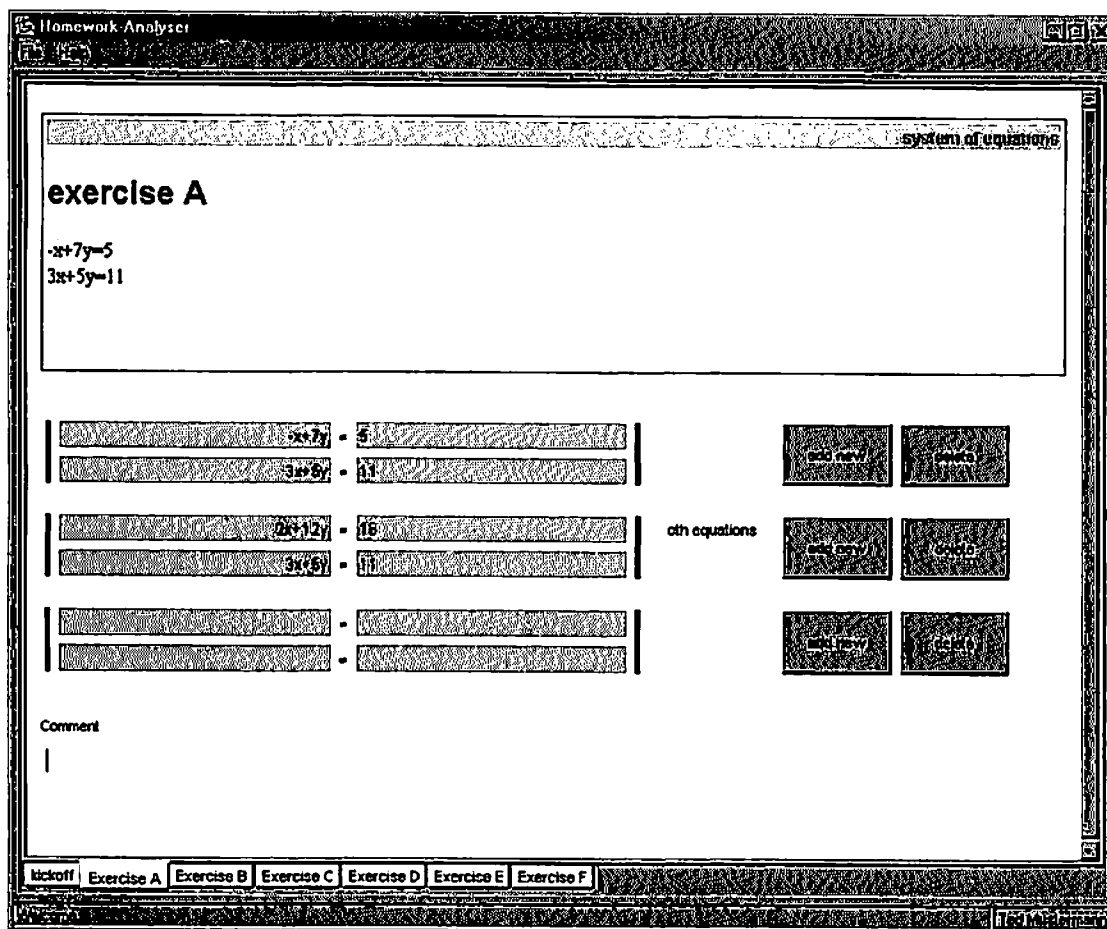 Homework-Analyser
system of equations
exercise A
-x+7y=5
3x+5y=11
-x+7y = 5 add new delete
3x+5y = 11
2x+12y = 16 oth equations add new delete
3x+5y = 11
= add new delete
=
Comment
kickoff Exercise A Exercise B Exercise C Exercise D Exercise E Exercise F